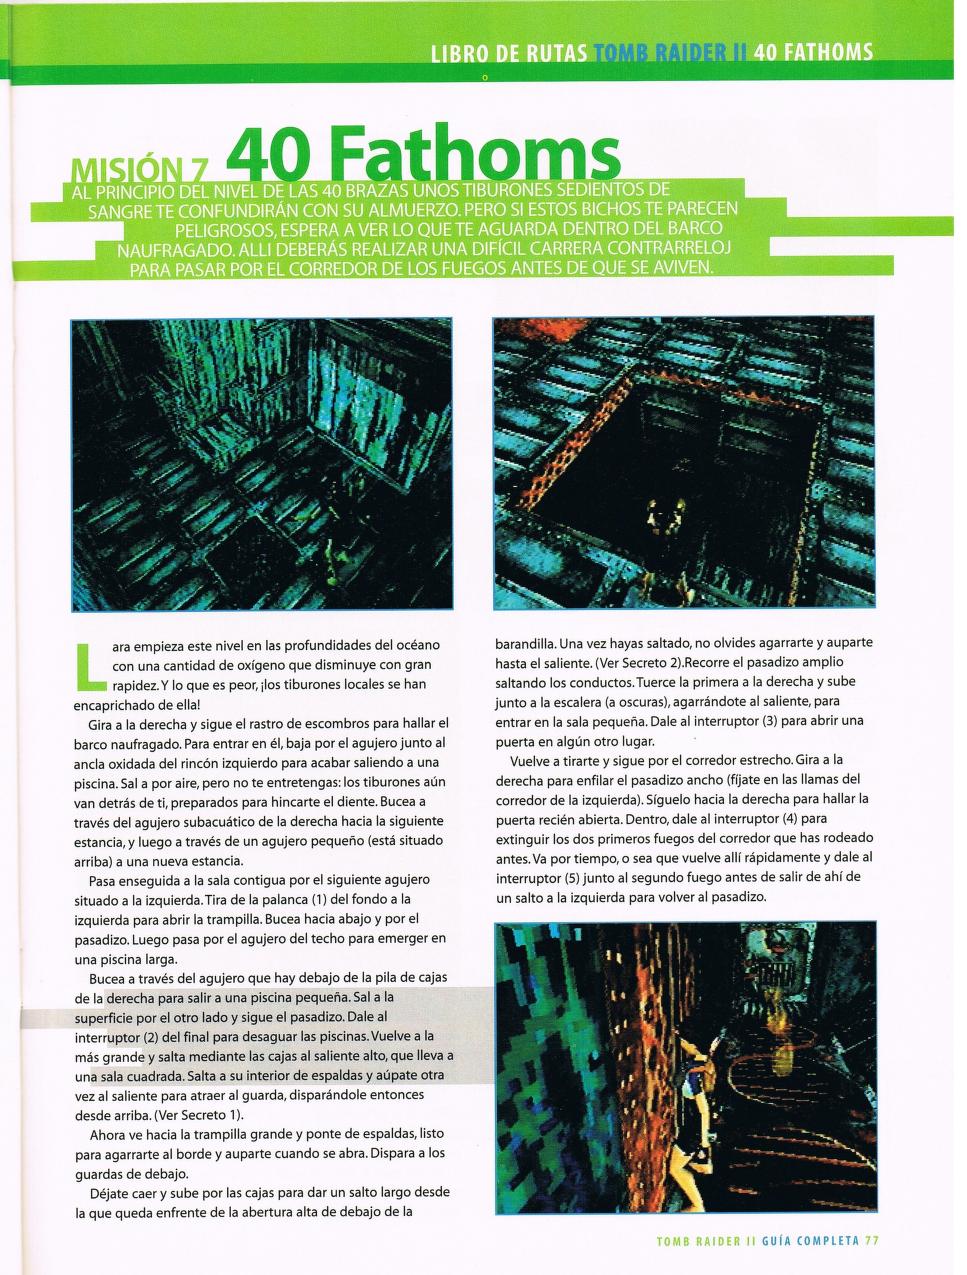 LIBRO DE RUTAS TOMB RAIDER II 40 FATHOMS
MISIÓN 7 40 Fathoms
AL PRINCIPIO DEL NIVEL DE LAS 40 BRAZAS UNOS TIBURONES SEDIENTOS DE
SANGRE TE CONFUNDIRÁN CON SU ALMUERZO. PERO SI ESTOS BICHOS TE PARECEN
PELIGROSOS, ESPERA A VER LO QUE TE AGUARDA DENTRO DEL BARCO
NAUFRAGADO. ALLI DEBERÁS REALIZAR UNA DIFÍCIL CARRERA CONTRARRELOJ
PARA PASAR POR EL CORREDOR DE LOS FUEGOS ANTES DE QUE SE AVIVEN.
Lara empieza este nivel en las profundidades del océano
con una cantidad de oxígeno que disminuye con gran
rapidez. Y lo que es peor, ¡los tiburones locales se han
encaprichado de ella!
Gira a la derecha y sigue el rastro de escombros para hallar el
barco naufragado. Para entrar en él, baja por el agujero junto al
ancla oxidada del rincón izquierdo para acabar saliendo a una
piscina. Sal a por aire, pero no te entretengas: los tiburones aún
van detrás de ti, preparados para hincarte el diente. Bucea a
través del agujero subacuático de la derecha hacia la siguiente
estancia, y luego a través de un agujero pequeño (está situado
arriba) a una nueva estancia.
Pasa enseguida a la sala contigua por el siguiente agujero
situado a la izquierda. Tira de la palanca (1) del fondo a la
izquierda para abrir la trampilla. Bucea hacia abajo y por el
pasadizo. Luego pasa por el agujero del techo para emerger en
una piscina larga.
Bucea a través del agujero que hay debajo de la pila de cajas
de la derecha para salir a una piscina pequeña. Sal a la
superficie por el otro lado y sigue el pasadizo. Dale al
interruptor (2) del final para desaguar las piscinas. Vuelve a la
más grande y salta mediante las cajas al saliente alto, que lleva a
una sala cuadrada. Salta a su interior de espaldas y aúpate otra
vez al saliente para atraer al guarda, disparándole entonces
desde arriba. (Ver Secreto 1).
Ahora ve hacia la trampilla grande y ponte de espaldas, listo
para agarrarte al borde y auparte cuando se abra. Dispara a los
guardas de debajo.
Déjate caer y sube por las cajas para dar un salto largo desde
la que queda enfrente de la abertura alta de debajo de la
barandilla. Una vez hayas saltado, no olvides agarrarte y auparte
hasta el saliente. (Ver Secreto 2).Recorre el pasadizo amplio
saltando los conductos. Tuerce la primera a la derecha y sube
junto a la escalera (a oscuras), agarrándote al saliente, para
entrar en la sala pequeña. Dale al interruptor (3) para abrir una
puerta en algún otro lugar.
Vuelve a tirarte y sigue por el corredor estrecho. Gira a la
derecha para enfilar el pasadizo ancho (fíjate en las llamas del
corredor de la izquierda). Síguelo hacia la derecha para hallar la
puerta recién abierta. Dentro, dale al interruptor (4) para
extinguir los dos primeros fuegos del corredor que has rodeado
antes. Va por tiempo, o sea que vuelve allí rápidamente y dale al
interruptor (5) junto al segundo fuego antes de salir de ahí de
un salto a la izquierda para volver al pasadizo.
TOMB RAIDER II GUÍA COMPLETA 77